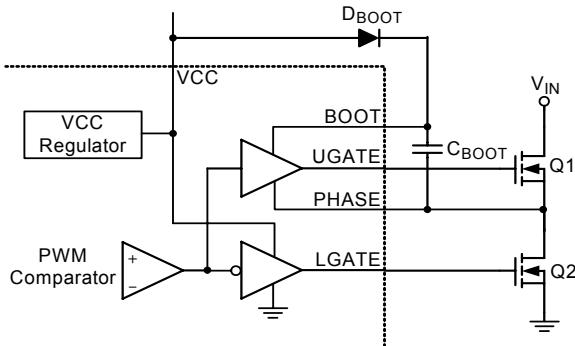 DBOOT
VCC
VIN
VCC
Regulator
BOOT
CBOOT
UGATE
Q1
PHASE
PWM
Comparator
+
−
LGATE
Q2